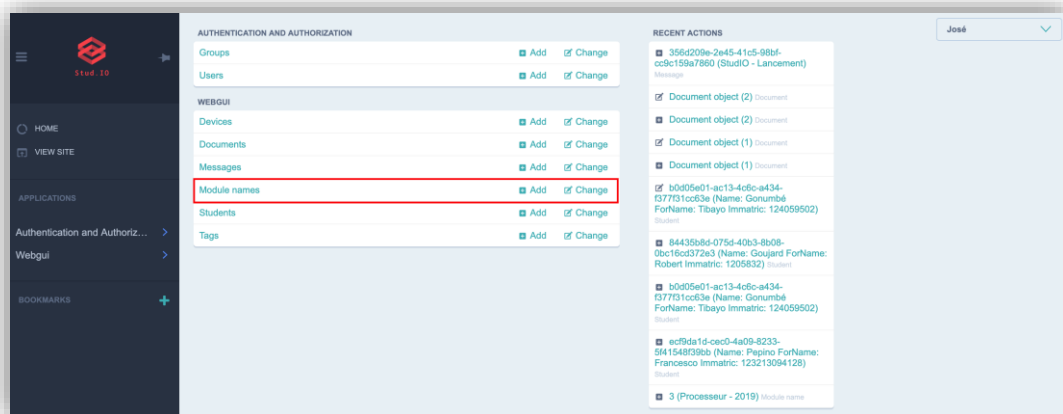 Stud.IO
HOME
VIEW SITE
APPLICATIONS
Authentication and Authoriz...
Webgui
BOOKMARKS
AUTHENTICATION AND AUTHORIZATION
Groups Add Change
Users Add Change
WEBGUI
Devices Add Change
Documents Add Change
Messages Add Change
Module names Add Change
Students Add Change
Tags Add Change
RECENT ACTIONS
356d209e-2e45-41c5-98bf-
cc9c159a7860 (StudIO - Lancement)
Message
Document object (2) Document
Document object (2) Document
Document object (1) Document
Document object (1) Document
b0d05e01-ac13-4c6c-a434-
f377f31cc63e (Name: Gonumbé
ForName: Tibayo Immatric: 124059502)
Student
84435b8d-075d-40b3-8b08-
0bc16cd372e3 (Name: Goujard ForName:
Robert Immatric: 1205832) Student
b0d05e01-ac13-4c6c-a434-
f377f31cc63e (Name: Gonumbé
ForName: Tibayo Immatric: 124059502)
Student
ecf9da1d-cec0-4a09-8233-
5f41548f39bb (Name: Pepino ForName:
Francesco Immatric: 123213094128)
Student
3 (Processeur - 2019) Module name
José